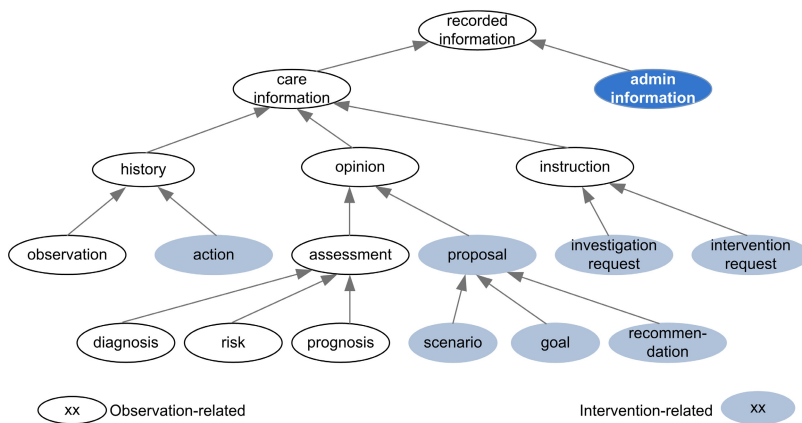 recorded
information
care
information
admin
information
history
opinion
instruction
observation
action
assessment
proposal
investigation
request
intervention
request
diagnosis
risk
prognosis
scenario
goal
recommen-
dation
xx Observation-related
Intervention-related xx